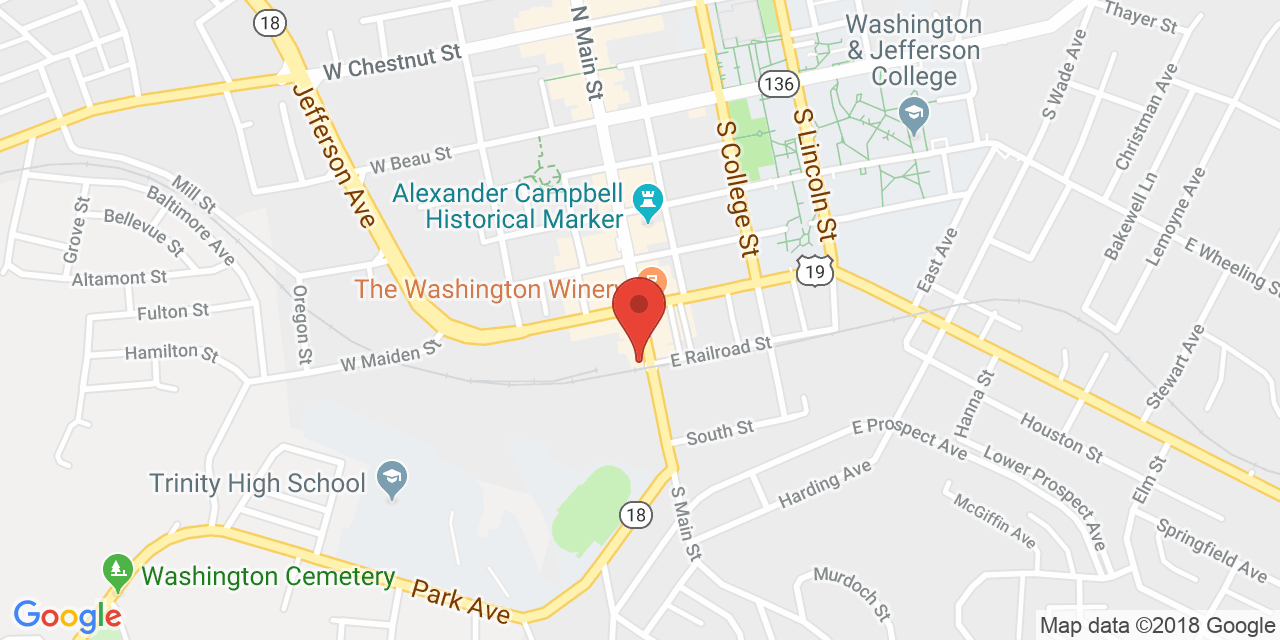 18
N Main St
Thayer St
Washington
& Jefferson
College
S Wade Ave
W Chestnut St
136
Christman Ave
Jefferson Ave
S College St
S Lincoln St
W Beau St
Mill St
Baltimore Ave
Bellevue St
Grove St
Alexander Campbell
Historical Marker
Bakewell Ln
Lemoyne Ave
E Wheeling St
East Ave
Altamont St
19
The Washington Winery
Fulton St
Oregon St
Hamilton St
W Maiden St
E Railroad St
Stewart Ave
Hanna St
South St
E Prospect Ave
Houston St
Trinity High School
Harding Ave
Lower Prospect Ave
Elm St
18
S Main St
McGiffin Ave
Springfield Ave
Washington Cemetery
Park Ave
Murdoch St
Google
Map data ©2018 Google